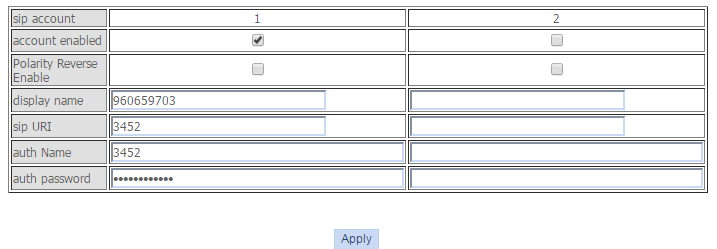 sip account 1 2
account enabled
Polarity Reverse
Enable
display name 960659703
sip URI 3452
auth Name 3452
auth password ••••••••••••
Apply